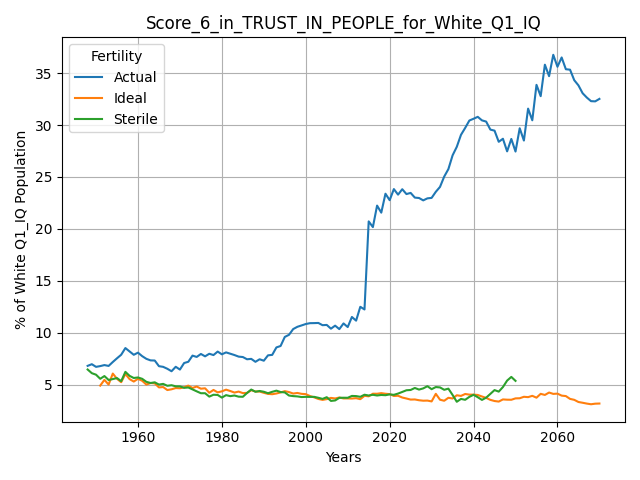 Score_6_in_TRUST_IN_PEOPLE_for_White_Q1_IQ
Fertility
Actual
Ideal
Sterile
% of White Q1_IQ Population
35
30
25
20
15
10
5
1960
1980
2000
2020
2040
2060
Years